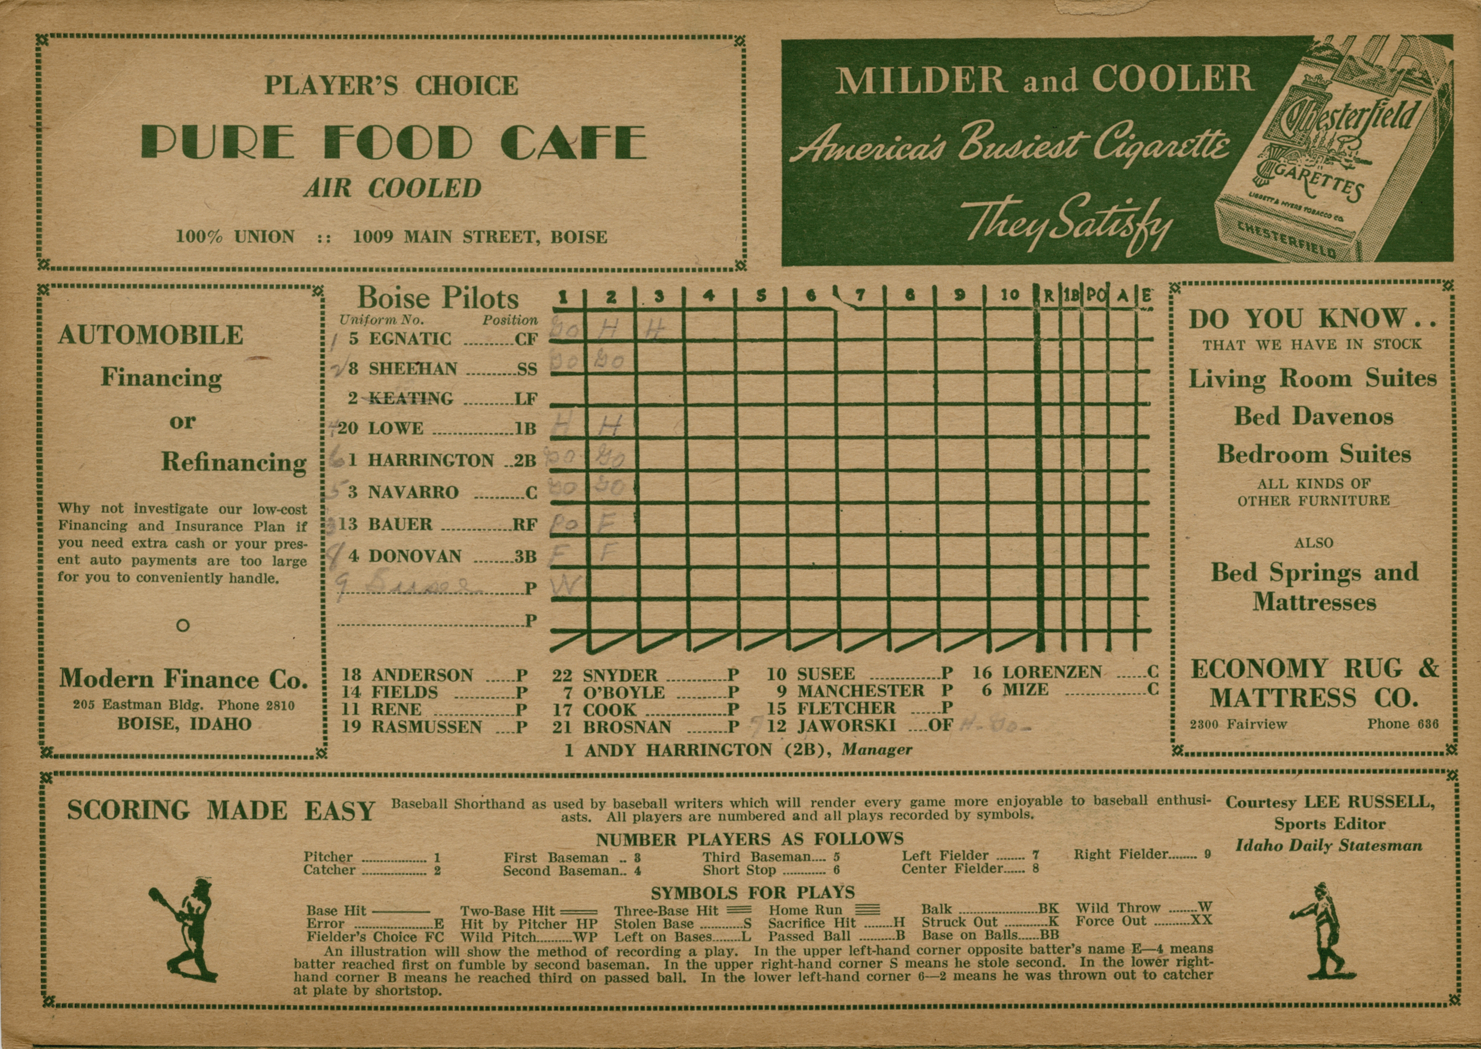 PLAYER'S CHOICE
PURE FOOD CAFE
AIR COOLED
100% UNION :: 1009 MAIN STREET, BOISE
MILDER and COOLER
America's Busiest Cigarette
They Satisfy
Chesterfield
CIGARETTES
LIGGETT & MYERS TOBACCO CO.
CHESTERFIELD
AUTOMOBILE
Financing
or
Refinancing
Why not investigate our low-cost
Financing and Insurance Plan if
you need extra cash or your pres-
ent auto payments are too large
for you to conveniently handle.
Modern Finance Co.
205 Eastman Bldg. Phone 2810
BOISE, IDAHO
Boise Pilots 1 2 3 4 5 6 7 8 9 10 R 1B PO A E
Uniform No. Position
1 5 EGNATIC ........CF Go H H
2 8 SHEEHAN ........SS Go Go
2 KEATING ........LF
4 20 LOWE ........1B H H
6 1 HARRINGTON ..2B Go Go
5 3 NAVARRO ........C Go Go
3 13 BAUER ........RF Po F
8 4 DONOVAN ........3B F F
9 ........P W
........P
18 ANDERSON .....P 22 SNYDER ........P 10 SUSEE ........P 16 LORENZEN .....C
14 FIELDS ........P 7 O'BOYLE ........P 9 MANCHESTER P 6 MIZE ........C
11 RENE ........P 17 COOK ........P 15 FLETCHER .....P
19 RASMUSSEN ....P 21 BROSNAN .......P 12 JAWORSKI ....OF H - Go -
1 ANDY HARRINGTON (2B), Manager
DO YOU KNOW . .
THAT WE HAVE IN STOCK
Living Room Suites
Bed Davenos
Bedroom Suites
ALL KINDS OF
OTHER FURNITURE
ALSO
Bed Springs and
Mattresses
ECONOMY RUG &
MATTRESS CO.
2300 Fairview Phone 636
SCORING MADE EASY
Baseball Shorthand as used by baseball writers which will render every game more enjoyable to baseball enthusi-
asts. All players are numbered and all plays recorded by symbols.
Courtesy LEE RUSSELL,
Sports Editor
Idaho Daily Statesman
NUMBER PLAYERS AS FOLLOWS
Pitcher ........ 1 First Baseman .. 3 Third Baseman.... 5 Left Fielder ....... 7 Right Fielder....... 9
Catcher ........ 2 Second Baseman.. 4 Short Stop ........ 6 Center Fielder..... 8
SYMBOLS FOR PLAYS
Base Hit Two-Base Hit Three-Base Hit Home Run Balk ........BK Wild Throw .....W
Error ........E Hit by Pitcher HP Stolen Base ........S Sacrifice Hit .....H Struck Out ........K Force Out .....XX
Fielder's Choice FC Wild Pitch........WP Left on Bases.......L Passed Ball ........B Base on Balls.....BB
An illustration will show the method of recording a play. In the upper left-hand corner opposite batter's name E—4 means
batter reached first on fumble by second baseman. In the upper right-hand corner S means he stole second. In the lower right-
hand corner B means he reached third on passed ball. In the lower left-hand corner 6—2 means he was thrown out to catcher
at plate by shortstop.